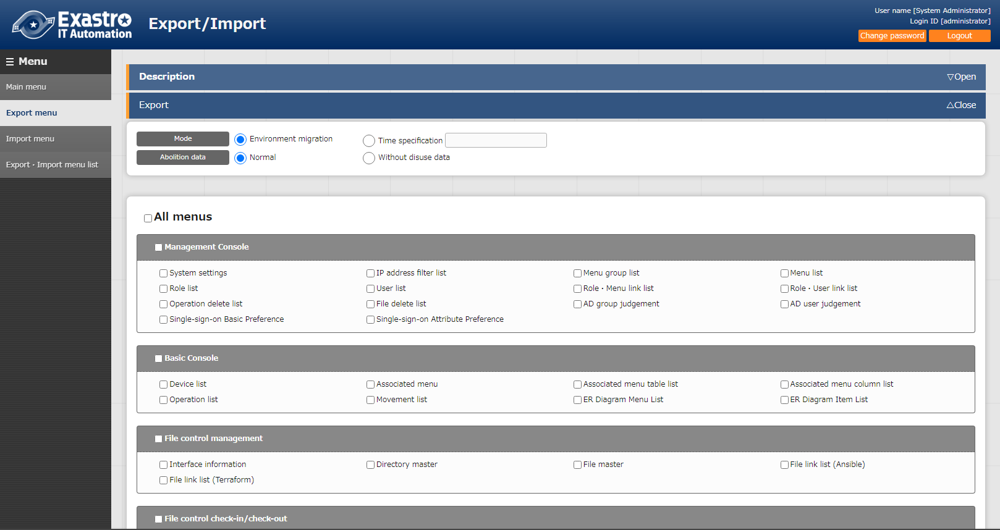 Exastro
IT Automation
Export/Import
User name [System Administrator]
Login ID [administrator]
Change password
Logout
Menu
Main menu
Export menu
Import menu
Export・Import menu list
Description
▽Open
Export
△Close
Mode
Environment migration
Time specification
Abolition data
Normal
Without disuse data
All menus
Management Console
System settings
IP address filter list
Menu group list
Menu list
Role list
User list
Role・Menu link list
Role・User link list
Operation delete list
File delete list
AD group judgement
AD user judgement
Single-sign-on Basic Preference
Single-sign-on Attribute Preference
Basic Console
Device list
Associated menu
Associated menu table list
Associated menu column list
Operation list
Movement list
ER Diagram Menu List
ER Diagram Item List
File control management
Interface information
Directory master
File master
File link list (Ansible)
File link list (Terraform)
File control check-in/check-out